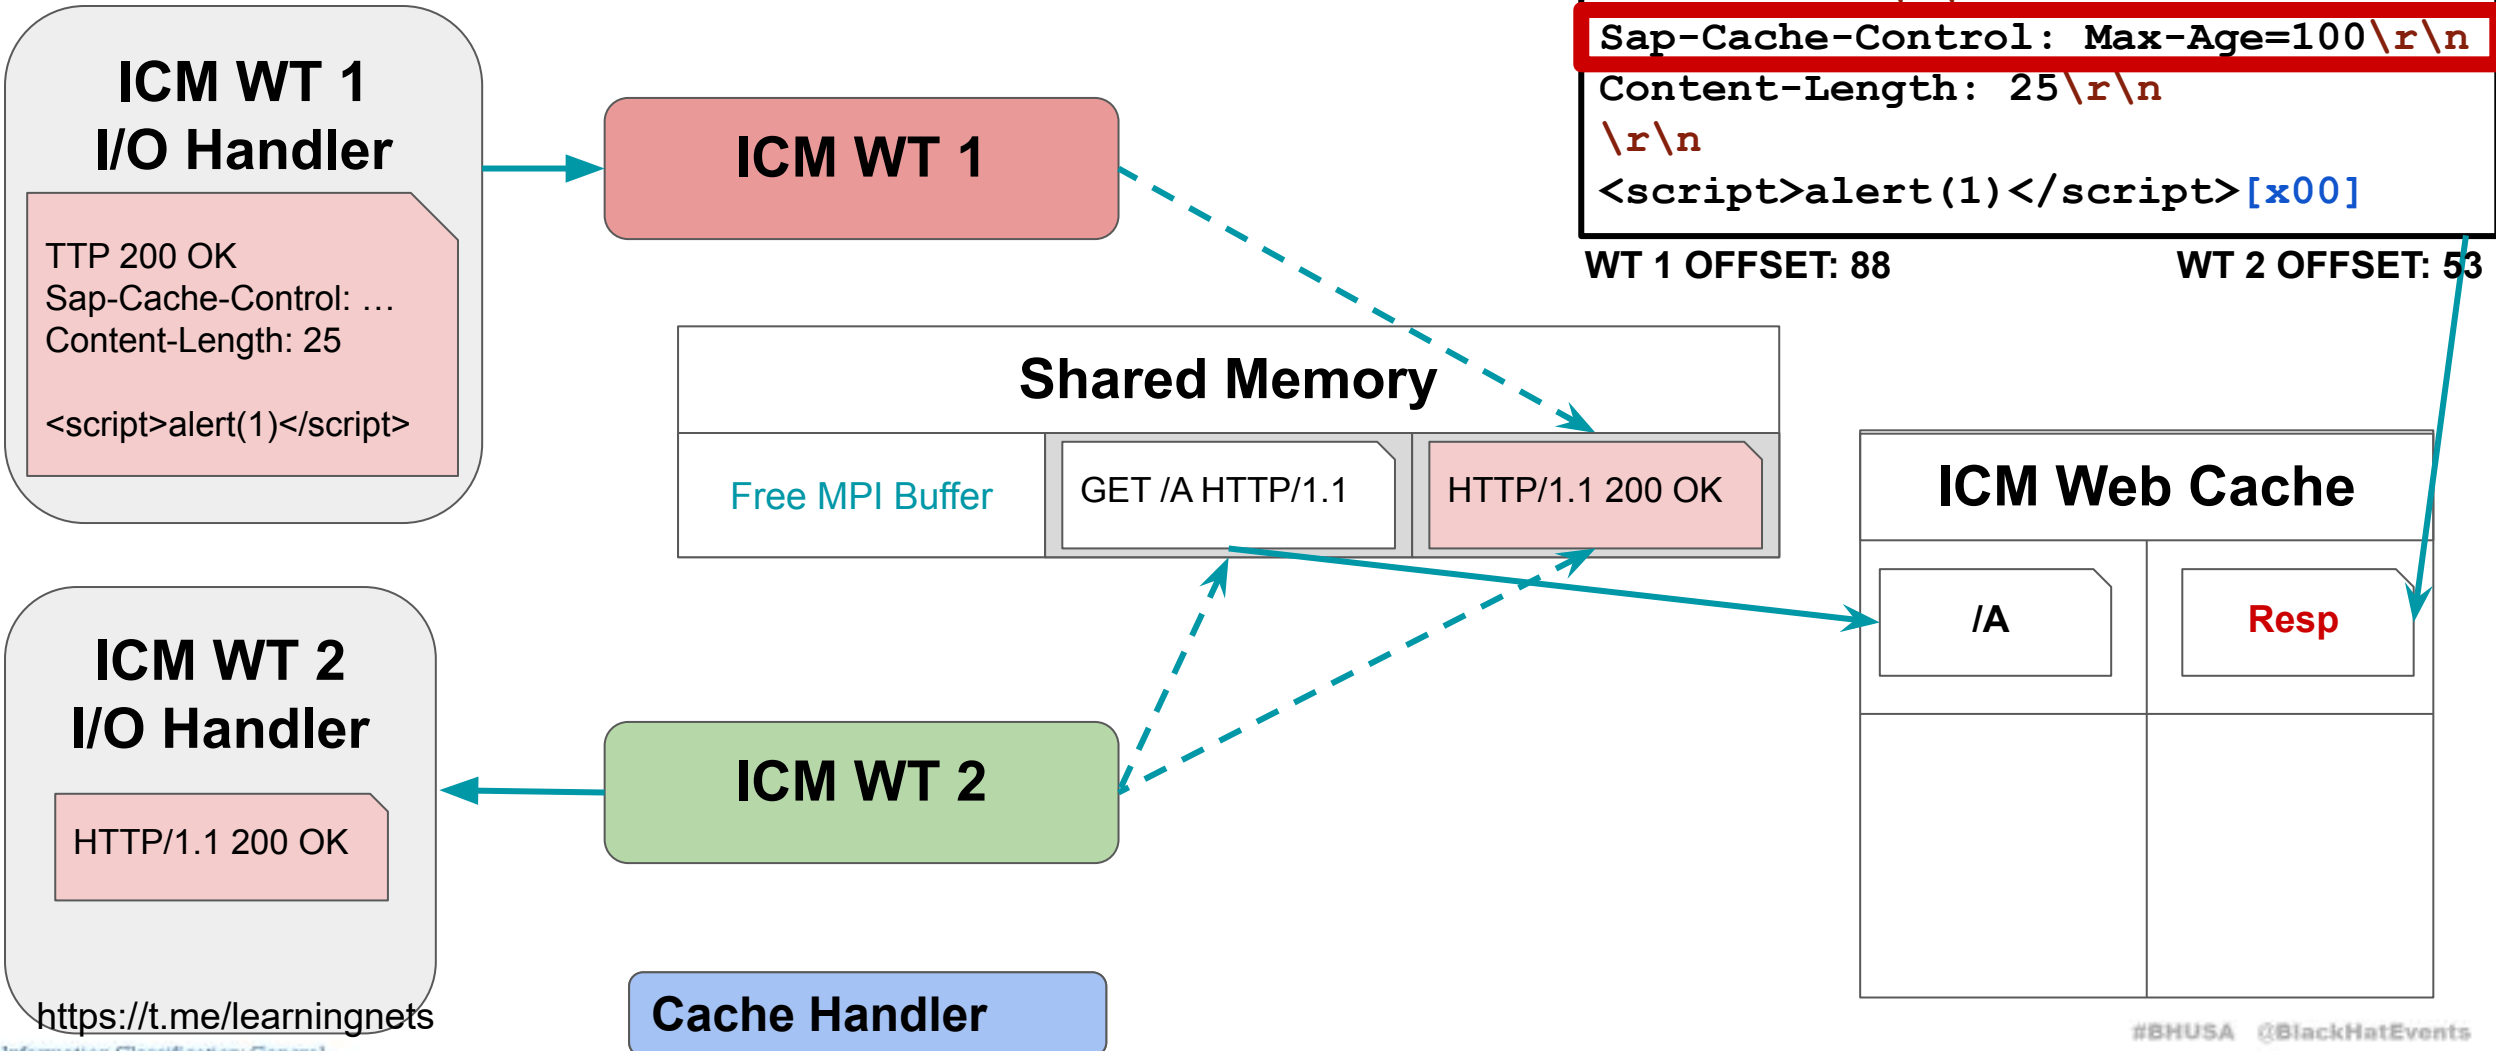 ICM WT 1
I/O Handler
TTP 200 OK
Sap-Cache-Control: …
Content-Length: 25
<script>alert(1)</script>
ICM WT 1
Sap-Cache-Control: Max-Age=100\r\n
Content-Length: 25\r\n
\r\n
<script>alert(1)</script>[x00]
WT 1 OFFSET: 88
WT 2 OFFSET: 53
Shared Memory
Free MPI Buffer
GET /A HTTP/1.1
HTTP/1.1 200 OK
ICM Web Cache
/A
Resp
ICM WT 2
I/O Handler
HTTP/1.1 200 OK
ICM WT 2
Cache Handler
https://t.me/learningnets
#BHUSA @BlackHatEvents